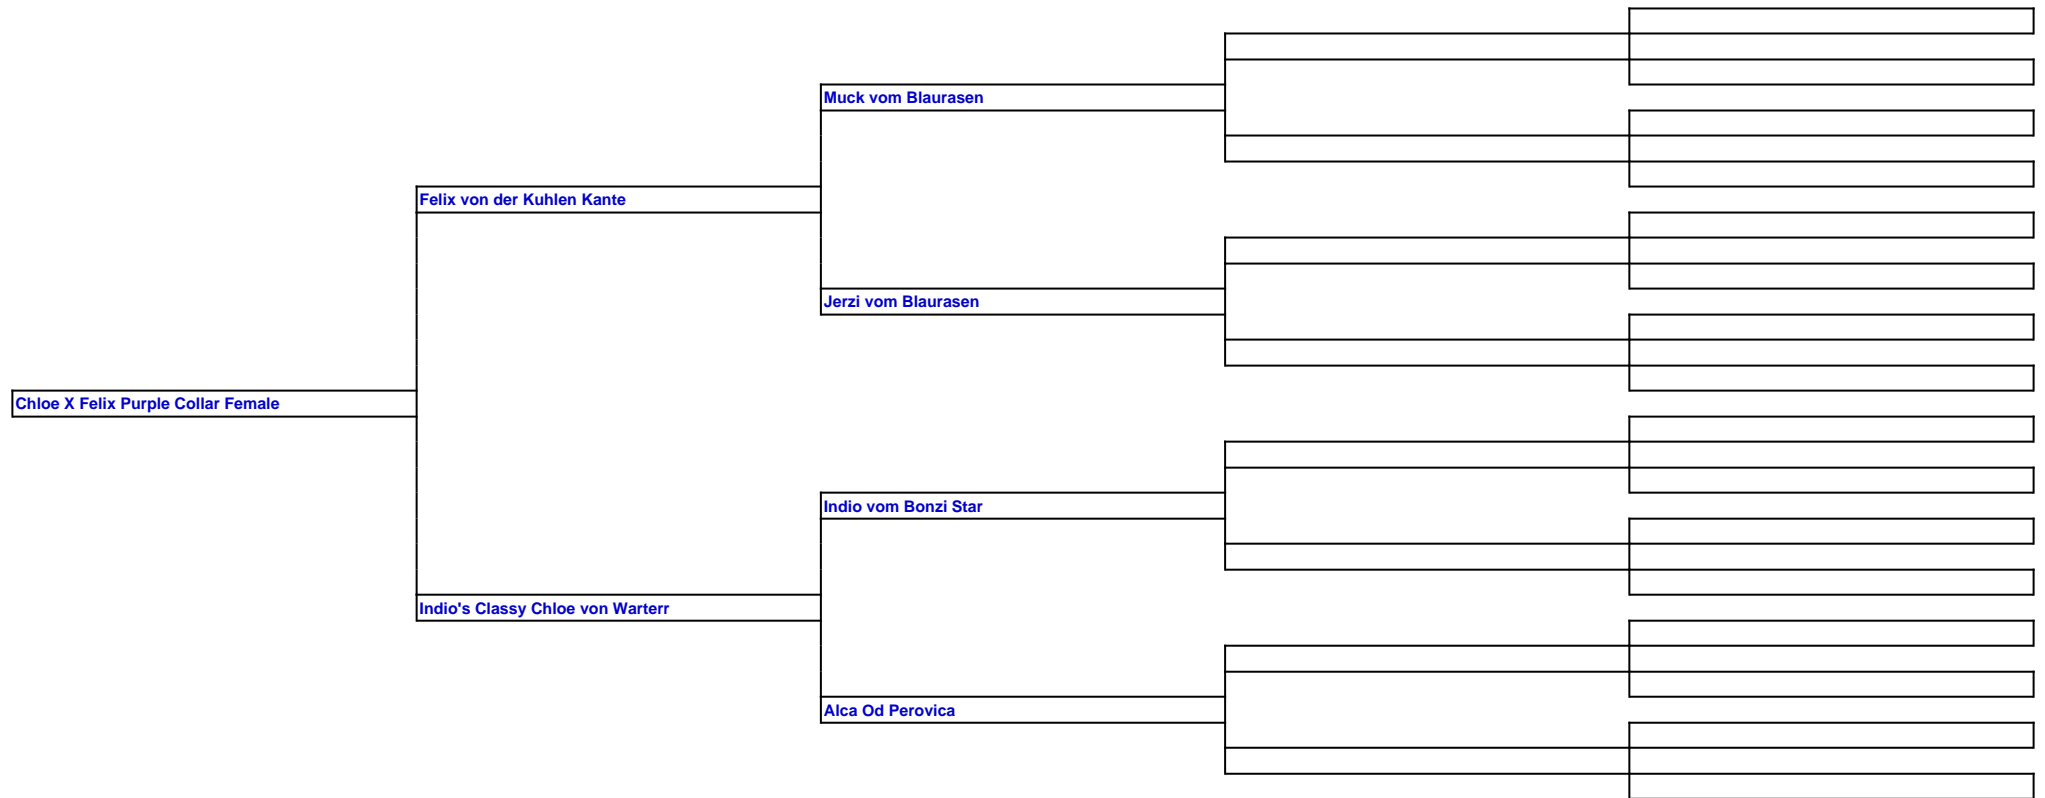 Muck vom Blaurasen
Felix von der Kuhlen Kante
Jerzi vom Blaurasen
Chloe X Felix Purple Collar Female
Indio vom Bonzi Star
Indio's Classy Chloe von Warterr
Alca Od Perovica